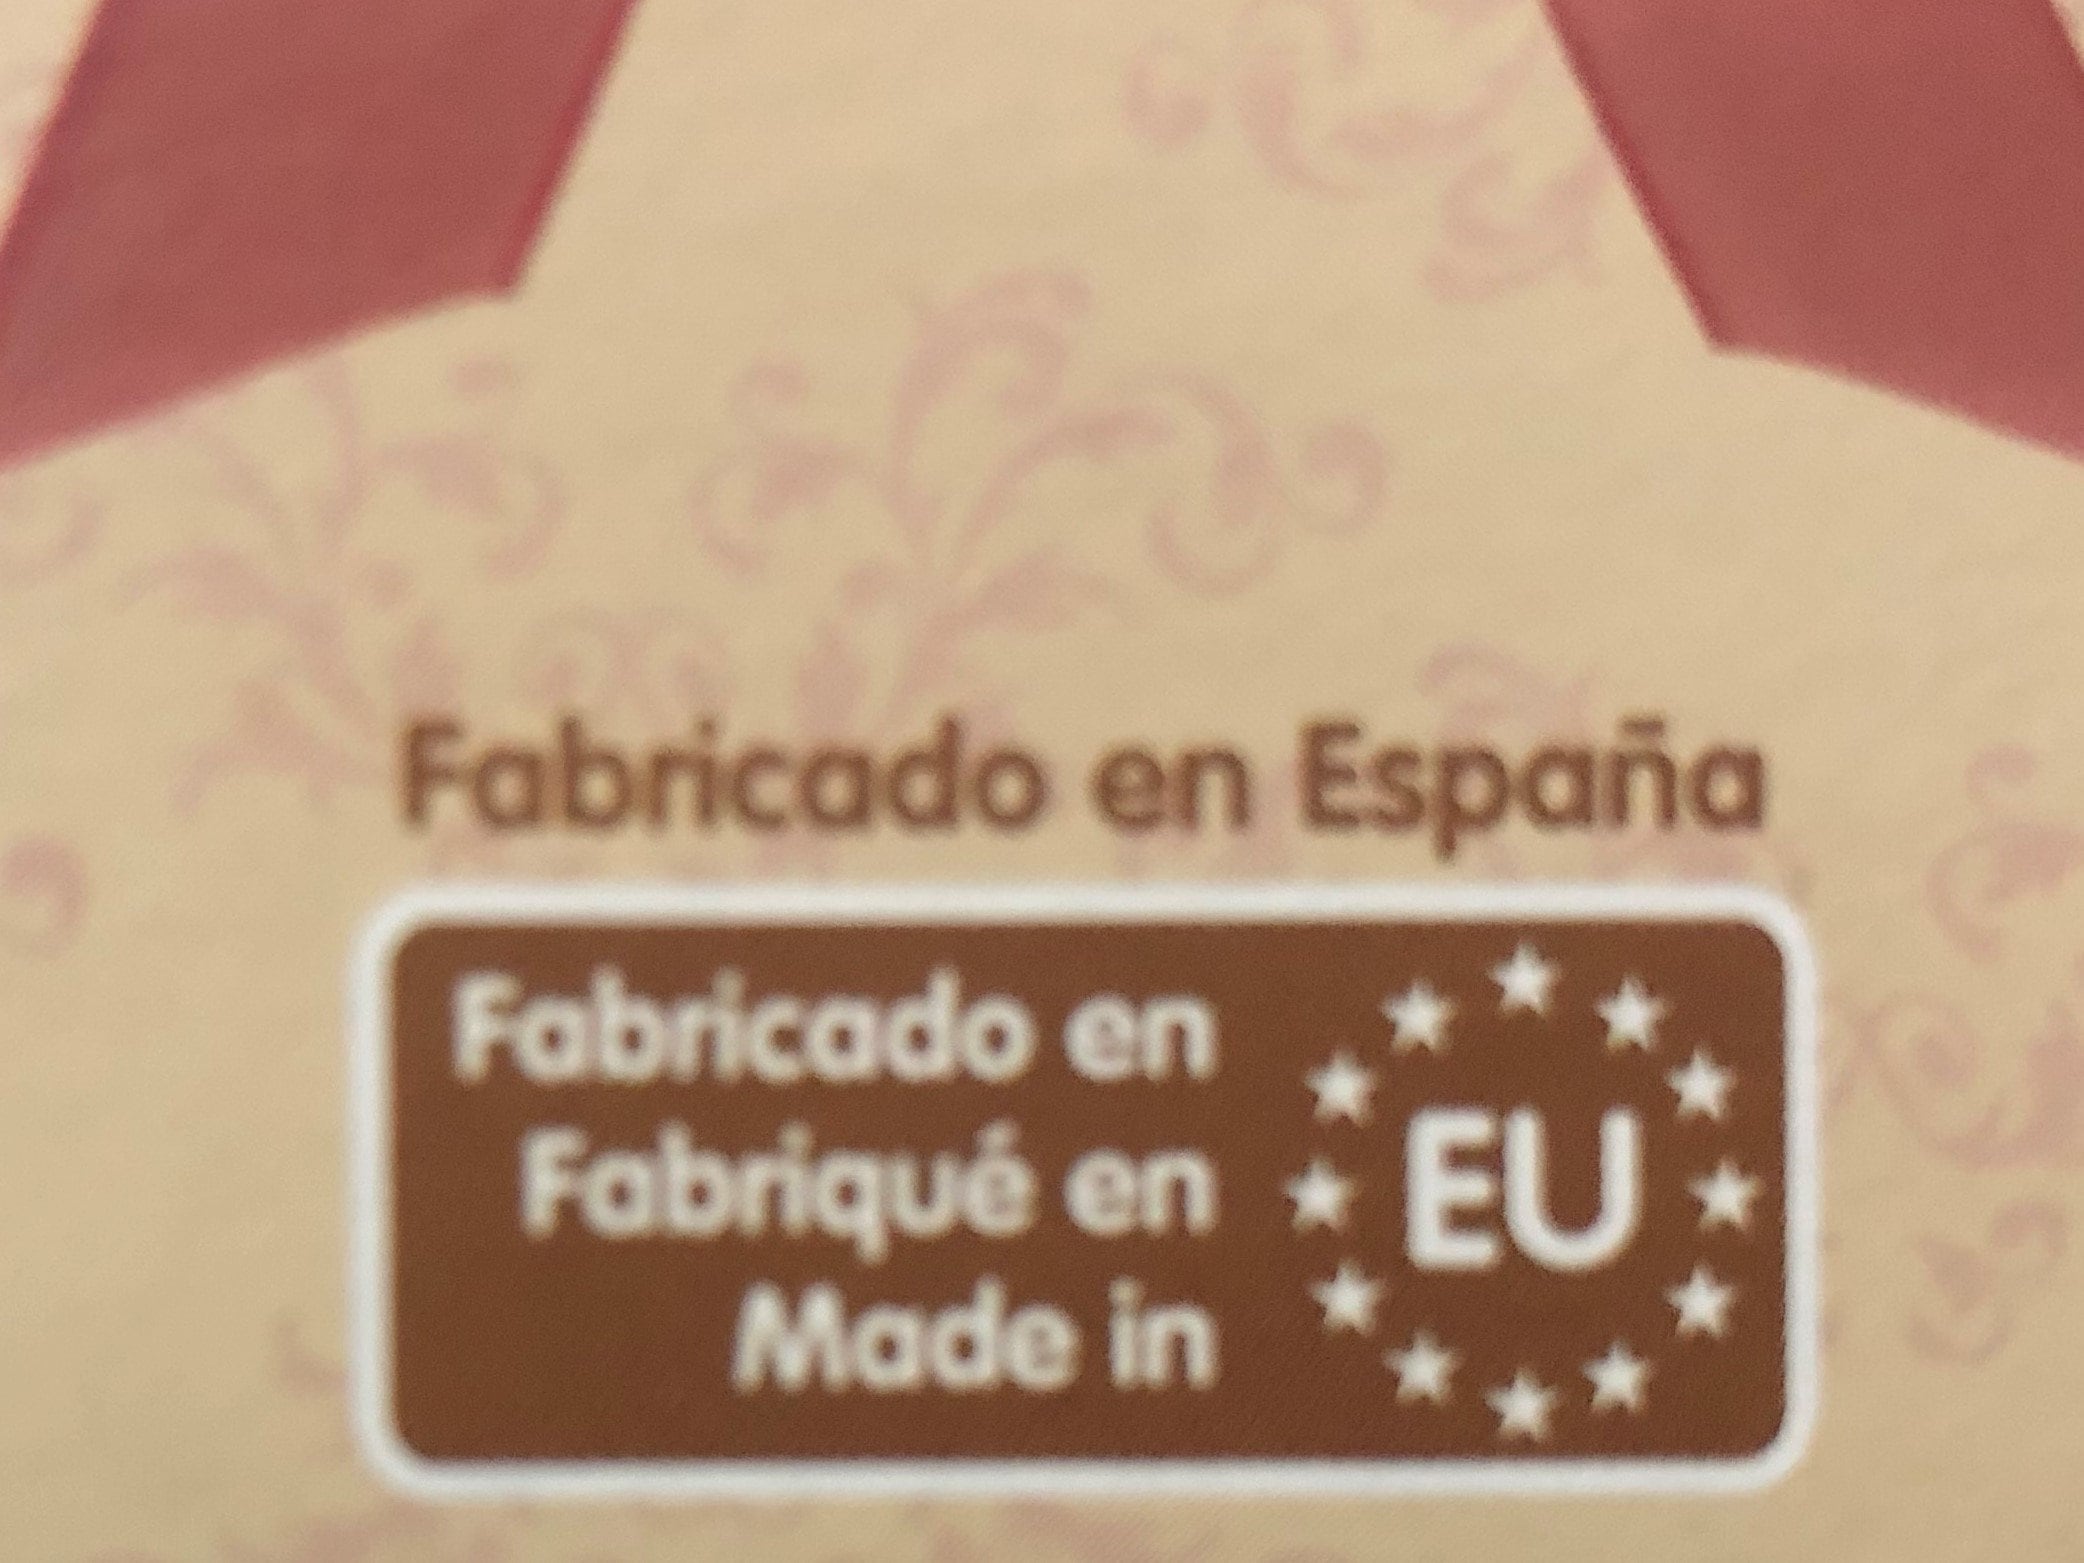 Fabricado en España
Fabricado en
Fabriqué en
Made in
EU